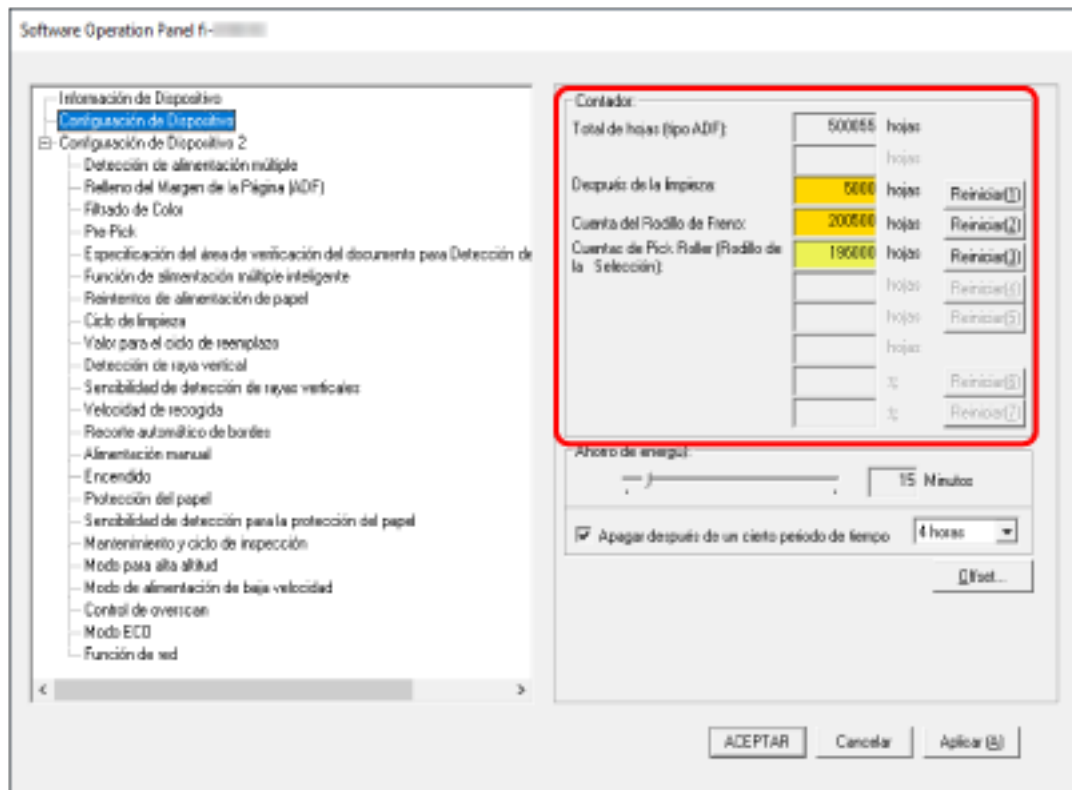 Software Operation Panel fi-
Información de Dispositivo
Configuración de Dispositivo
Configuración de Dispositivo 2
Detección de alimentación múltiple
Relleno del Margen de la Página (ADF)
Filtrado de Color
Pre-Pick
Especificación del área de verificación del documento para Detección de
Función de alimentación múltiple inteligente
Reintentos de alimentación de papel
Ciclo de limpieza
Valor para el ciclo de reemplazo
Detección de raya vertical
Sensibilidad de detección de rayas verticales
Velocidad de recogida
Recorte automático de bordes
Alimentación manual
Encendido
Protección del papel
Sensibilidad de detección para la protección del papel
Mantenimiento y ciclo de inspección
Modo para alta altitud
Modo de alimentación de baja velocidad
Control de overscan
Modo ECO
Función de red
Contador:
Total de hojas (tipo ADF): 500055 hojas
hojas
Después de la limpieza: 5000 hojas Reiniciar(1)
Cuenta del Rodillo de Freno: 200500 hojas Reiniciar(2)
Cuentas de Pick Roller (Rodillo de la Selección): 195000 hojas Reiniciar(3)
hojas Reiniciar(4)
hojas Reiniciar(5)
hojas
% Reiniciar(6)
% Reiniciar(7)
Ahorro de energía:
15 Minutos
Apagar después de un cierto periodo de tiempo 4 horas
Offset...
ACEPTAR Cancelar Aplicar (A)